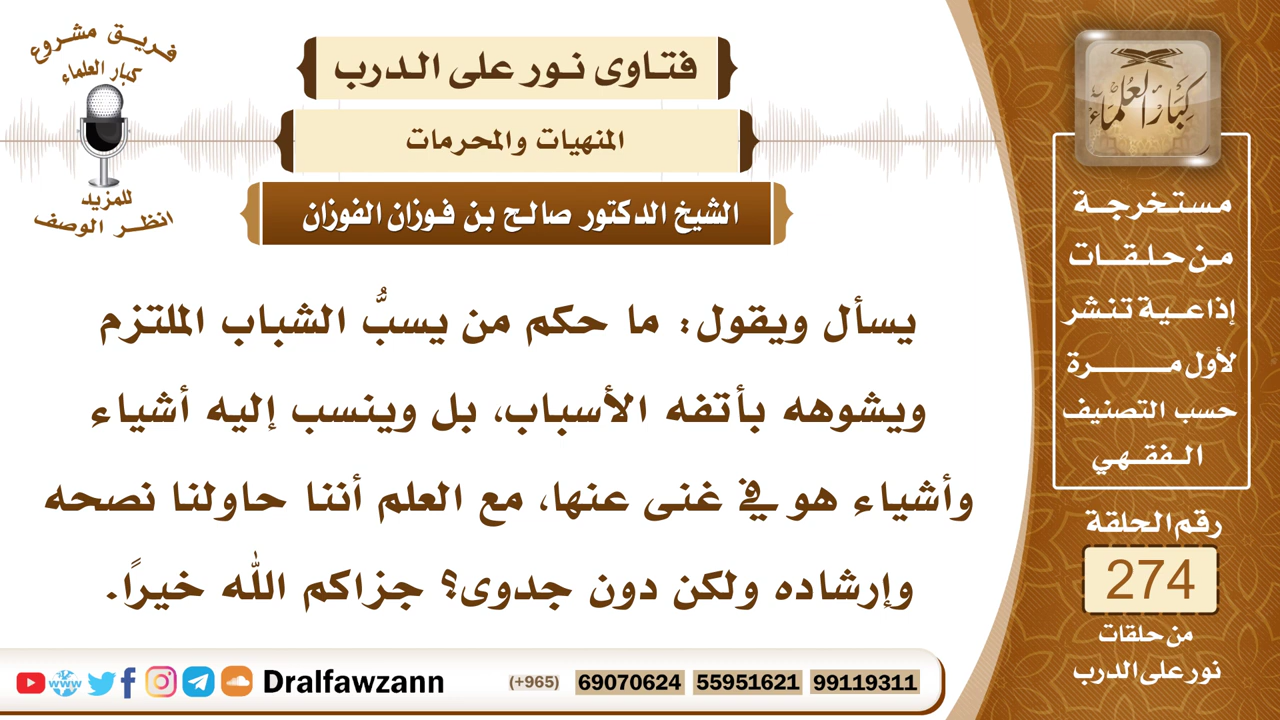 فريق مشروع
كبار العلماء
للمزيد
انظر الوصف
فتاوى نور على الدرب
المنهيات والمحرمات
الشيخ الدكتور صالح بن فوزان الفوزان
يسأل ويقول: ما حكم من يسبُّ الشباب الملتزم
ويشوهه بأتفه الأسباب، بل وينسب إليه أشياء
وأشياء هو في غنى عنها، مع العلم أننا حاولنا نصحه
وإرشاده ولكن دون جدوى؟ جزاكم الله خيرًا.
كبار العلماء
مستخرجة
من حلقات
إذاعية تنشر
لأول مرة
حسب التصنيف
الفقهي
رقم الحلقة
274
من حلقات
نور على الدرب
www Dralfawzann (+965) 69070624 55951621 99119311